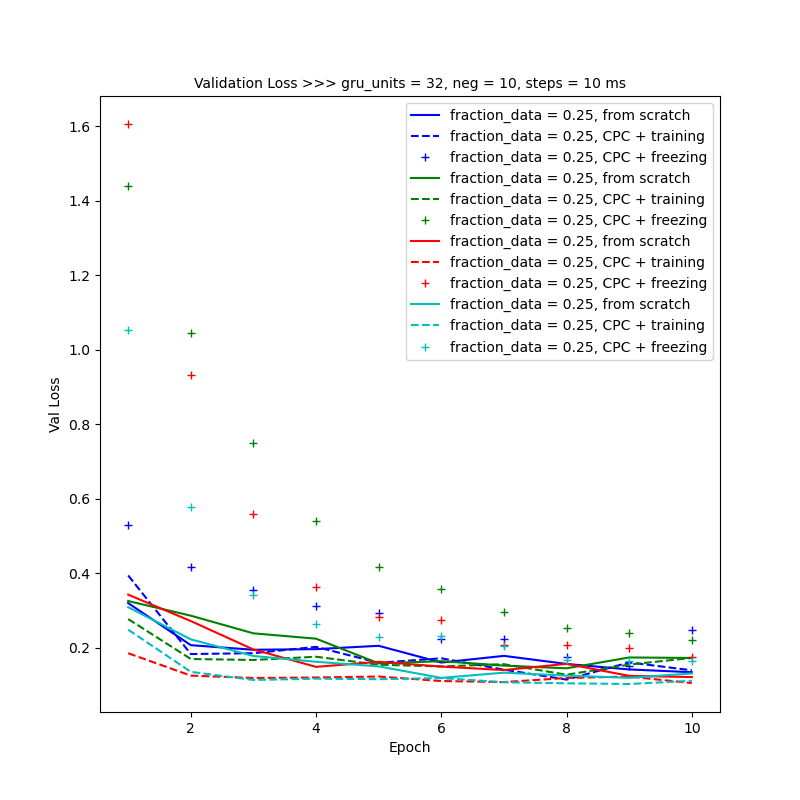 Validation Loss >>> gru_units = 32, neg = 10, steps = 10 ms
fraction_data = 0.25, from scratch
fraction_data = 0.25, CPC + training
fraction_data = 0.25, CPC + freezing
fraction_data = 0.25, from scratch
fraction_data = 0.25, CPC + training
fraction_data = 0.25, CPC + freezing
fraction_data = 0.25, from scratch
fraction_data = 0.25, CPC + training
fraction_data = 0.25, CPC + freezing
fraction_data = 0.25, from scratch
fraction_data = 0.25, CPC + training
fraction_data = 0.25, CPC + freezing
1.6
1.4
1.2
1.0
0.8
0.6
0.4
0.2
Val Loss
2 4 6 8 10
Epoch